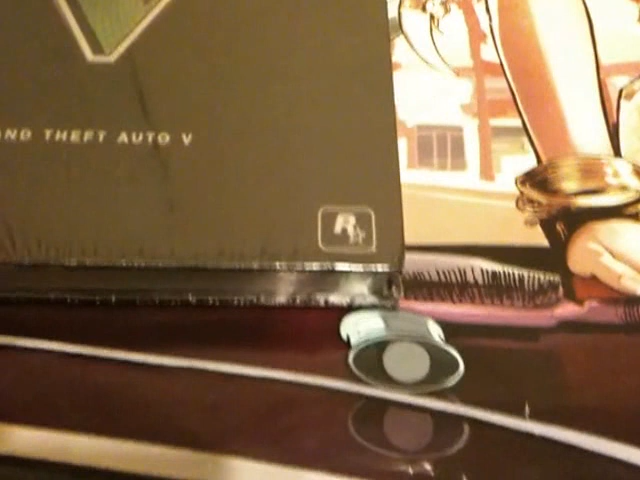 AND THEFT AUTO V
R★